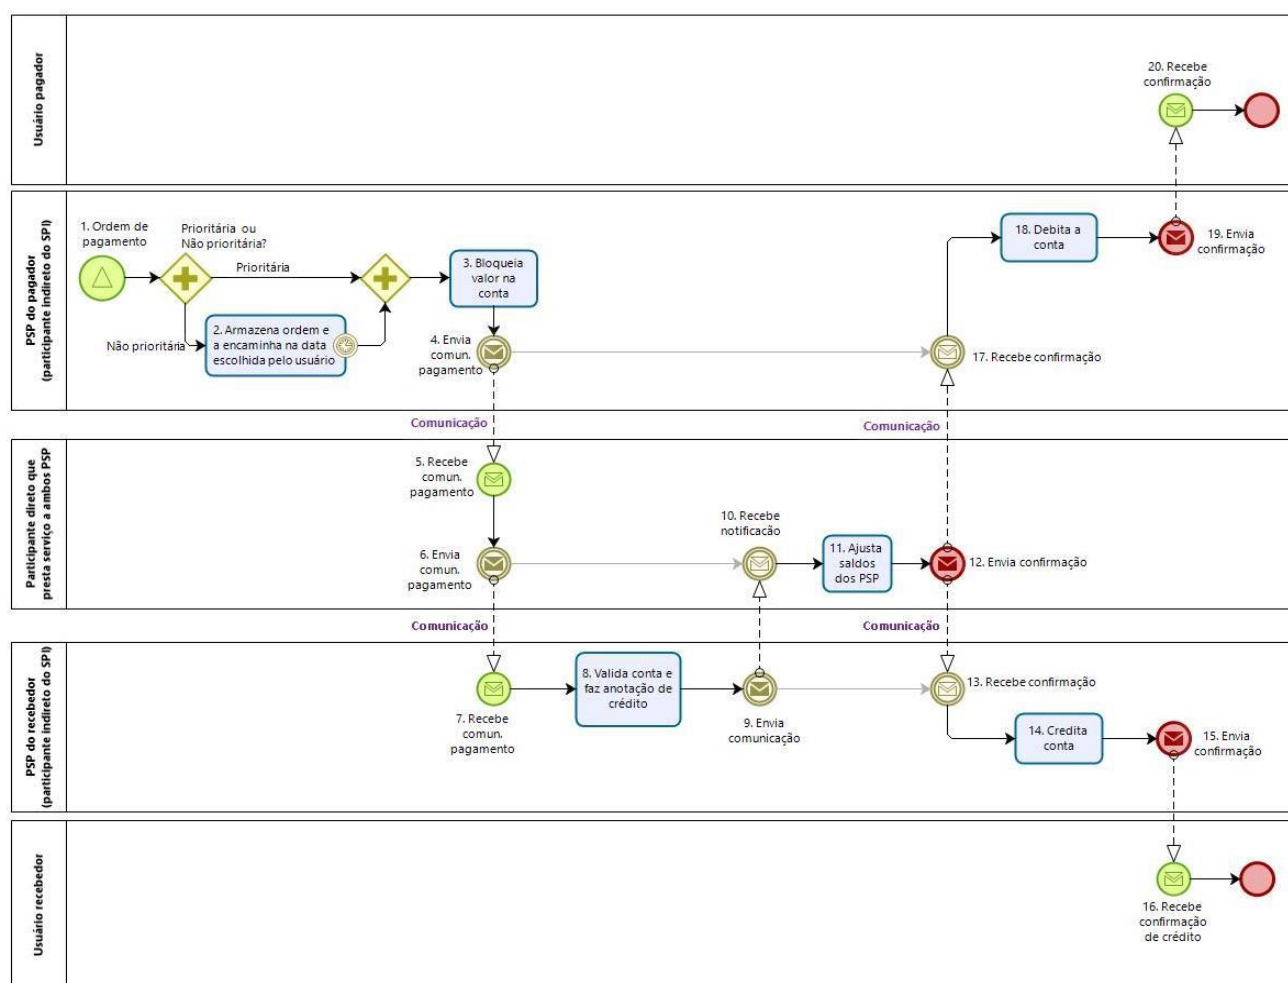 Usuário pagador
20. Recebe
confirmação
PSP do pagador
(participante indireto do SPI)
1. Ordem de
pagamento
Prioritária ou
Não prioritária?
Prioritária
Não prioritária
2. Armazena ordem e
a encaminha na data
escolhida pelo usuário
3. Bloqueia
valor na
conta
4. Envia
comun.
pagamento
17. Recebe confirmação
18. Debita a
conta
19. Envia
confirmação
Comunicação
Comunicação
Participante direto que
presta serviço a ambos PSP
5. Recebe
comun.
pagamento
6. Envia
comun.
pagamento
10. Recebe
notificação
11. Ajusta
saldos
dos PSP
12. Envia confirmação
Comunicação
Comunicação
PSP do recebedor
(participante indireto do SPI)
7. Recebe
comun.
pagamento
8. Valida conta e
faz anotação de
crédito
9. Envia
comunicação
13. Recebe confirmação
14. Credita
conta
15. Envia
confirmação
Usuário recebedor
16. Recebe
confirmação
de crédito